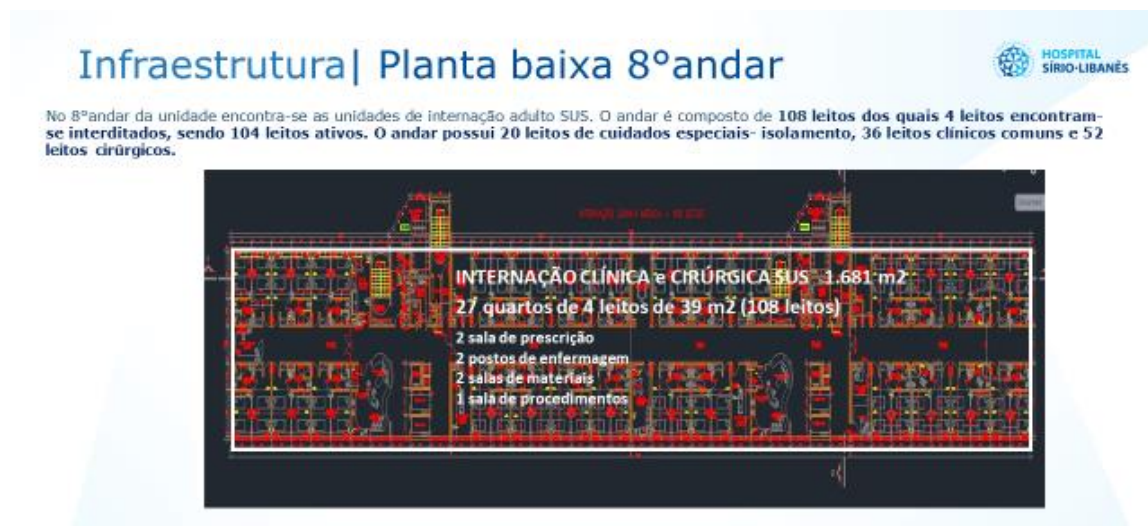 Infraestrutura| Planta baixa 8°andar
HOSPITAL
SÍRIO-LIBANÊS
No 8°andar da unidade encontra-se as unidades de internação adulto SUS. O andar é composto de 108 leitos dos quais 4 leitos encontram-
se interditados, sendo 104 leitos ativos. O andar possui 20 leitos de cuidados especiais- isolamento, 36 leitos clínicos comuns e 52
leitos cirúrgicos.
INTERNAÇÃO CLÍNICA e CIRÚRGICA SUS 1.681 m2
27 quartos de 4 leitos de 39 m2 (108 leitos)
2 sala de prescrição
2 postos de enfermagem
2 salas de materiais
1 sala de procedimentos